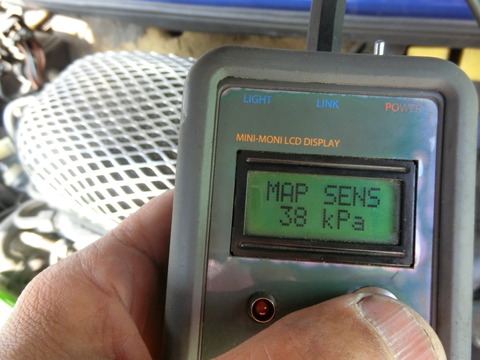 LIGHT LINK POWER
MINI-MONI LCD DISPLAY
MAP SENS
38 kPa